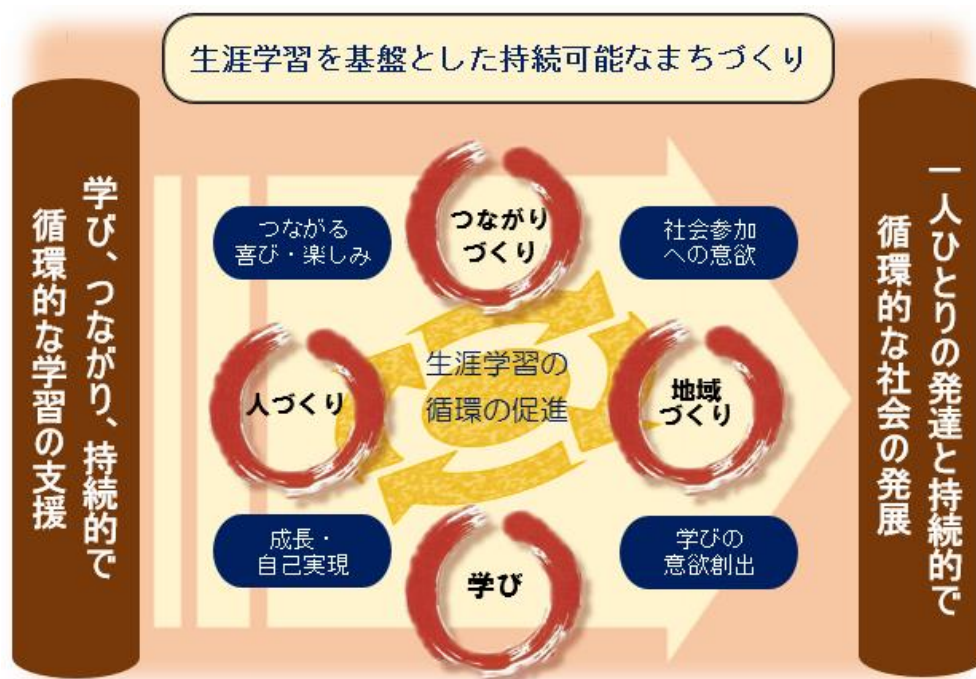 生涯学習を基盤とした持続可能なまちづくり
学び、つながり、持続的で
循環的な学習の支援
つながる
喜び・楽しみ
つながり
づくり
社会参加
への意欲
人づくり
生涯学習の
循環の促進
地域
づくり
成長・
自己実現
学び
学びの
意欲創出
一人ひとりの発達と持続的で
循環的な社会の発展